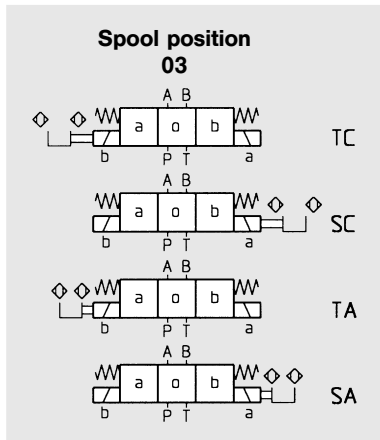 Spool position
03
A B
a o b TC
b P T a
A B
a o b SC
b P T a
A B
a o b TA
b P T a
A B
a o b SA
b P T a